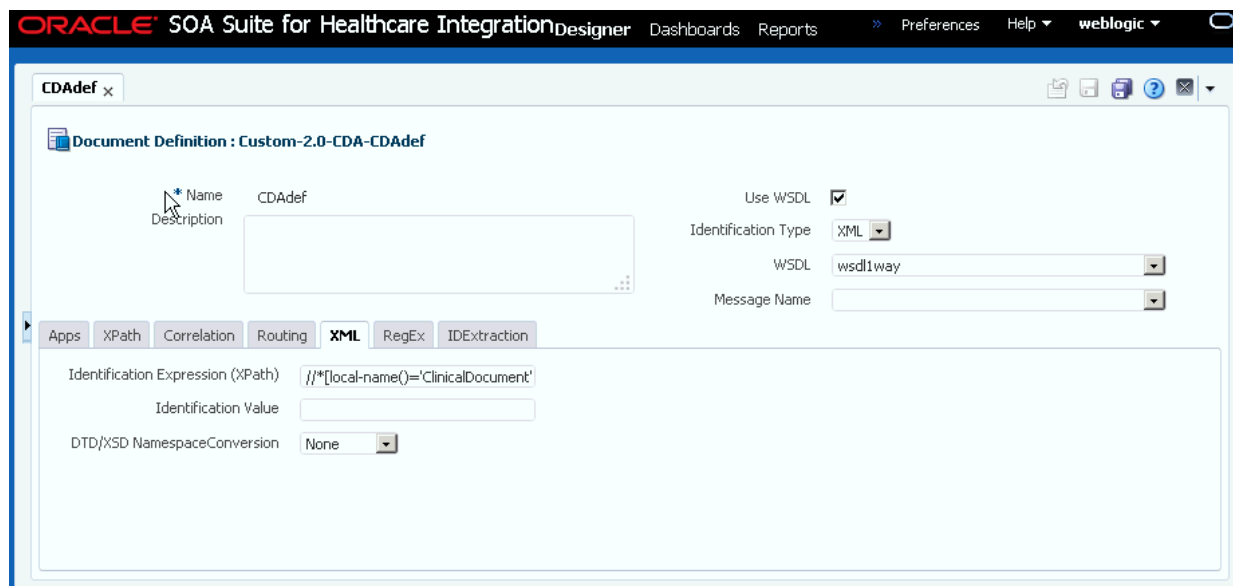 ORACLE SOA Suite for Healthcare Integration Designer Dashboards Reports » Preferences Help weblogic
CDAdef x
Document Definition : Custom-2.0-CDA-CDAdef
* Name CDAdef
Description
Use WSDL
Identification Type XML
WSDL wsdl1way
Message Name
Apps XPath Correlation Routing XML RegEx IDExtraction
Identification Expression (XPath) //*[local-name()='ClinicalDocument'
Identification Value
DTD/XSD NamespaceConversion None